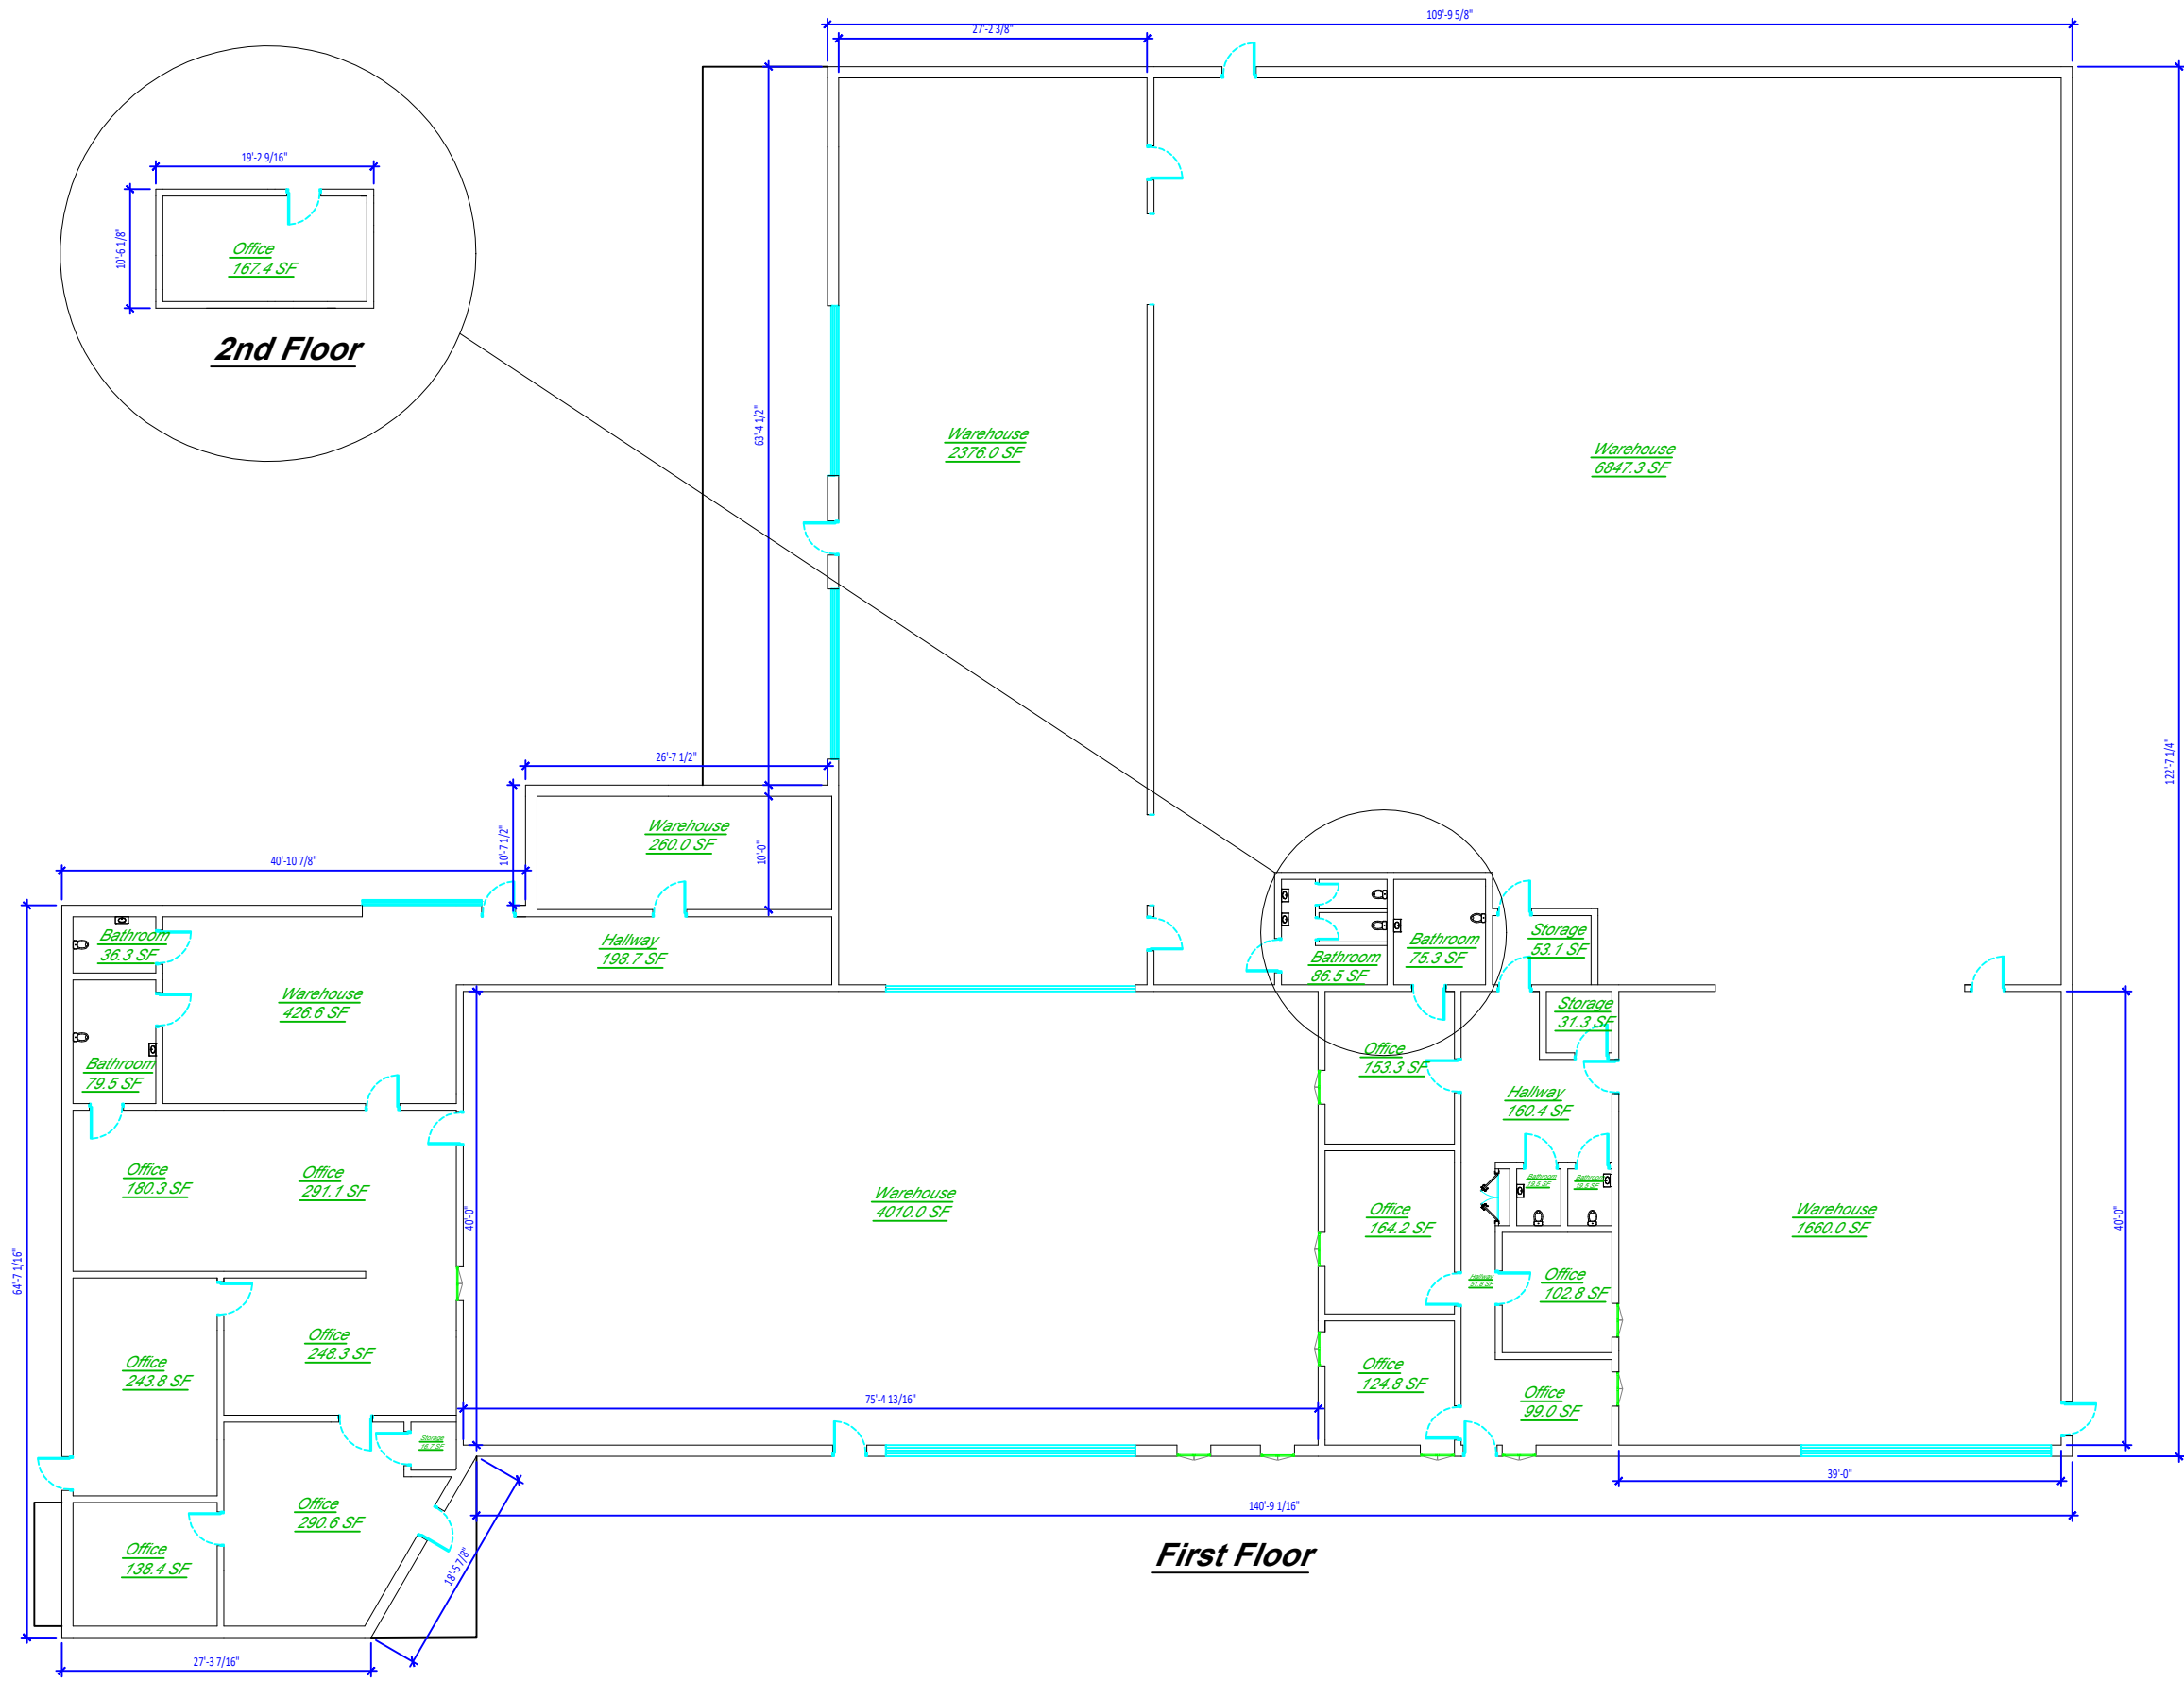 109'-9 5/8"
27'-2 3/8"
19'-2 9/16"
10'-6 1/8"
Office
167.4 SF
2nd Floor
63'-4 1/2"
122'-7 1/4"
Warehouse
2376.0 SF
Warehouse
6847.3 SF
26'-7 1/2"
10'-7 1/2"
Warehouse
260.0 SF
10'-0"
40'-10 7/8"
Bathroom
36.3 SF
Hallway
198.7 SF
Bathroom
86.5 SF
Bathroom
75.3 SF
Storage
53.1 SF
Warehouse
426.6 SF
Storage
31.3 SF
Bathroom
79.5 SF
Office
153.3 SF
Hallway
160.4 SF
Office
180.3 SF
Office
291.1 SF
Bathroom
Bathroom
Warehouse
4010.0 SF
40'-0"
Office
164.2 SF
Warehouse
1660.0 SF
40'-0"
64'-7 1/16"
Hallway
Office
102.8 SF
Office
248.3 SF
Office
243.8 SF
Office
124.8 SF
Office
99.0 SF
75'-4 13/16"
Storage
39'-0"
140'-9 1/16"
Office
290.6 SF
Office
138.4 SF
18'-5 7/8"
First Floor
27'-3 7/16"